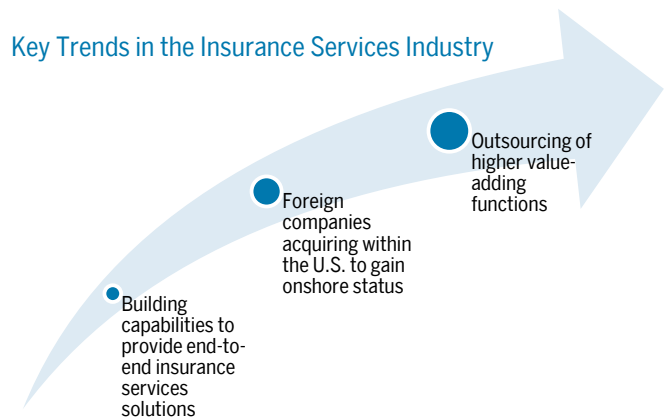 Key Trends in the Insurance Services Industry
Outsourcing of
higher value-
adding
functions
Foreign
companies
acquiring within
the U.S. to gain
onshore status
Building
capabilities to
provide end-to-
end insurance
services
solutions